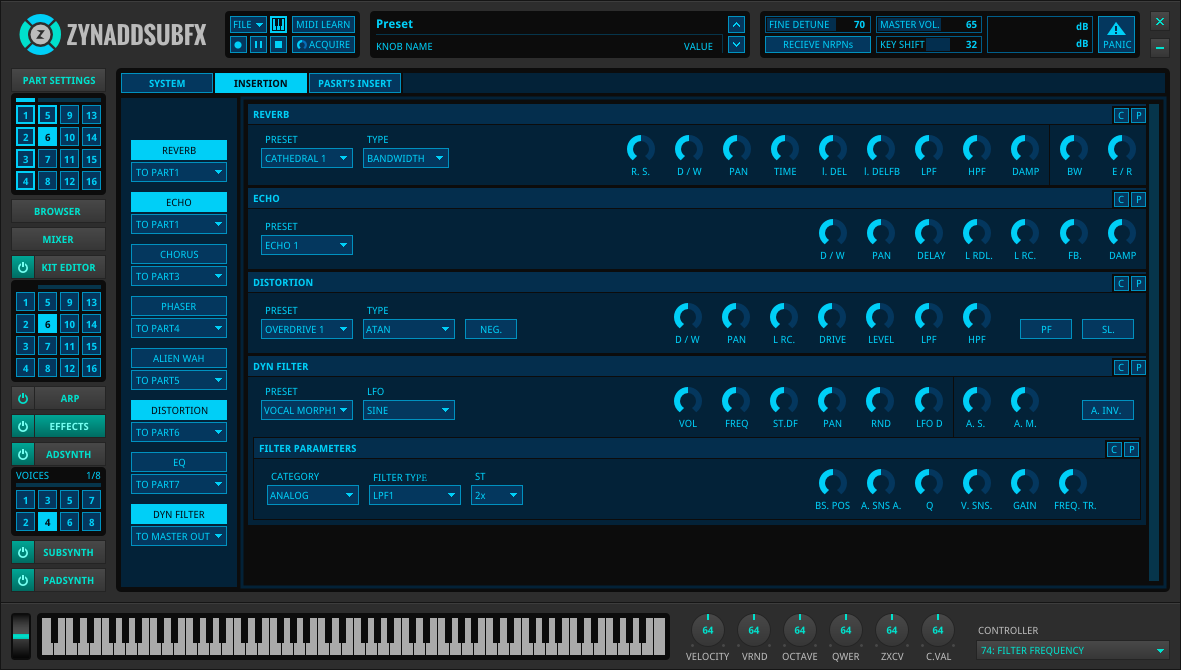 ZYNADDSUBFX
FILE
MIDI LEARN
ACQUIRE
Preset
KNOB NAME VALUE
FINE DETUNE 70
MASTER VOL. 65
RECIEVE NRPNs
KEY SHIFT 32
dB
dB
PANIC
PART SETTINGS
1 5 9 13
2 6 10 14
3 7 11 15
4 8 12 16
BROWSER
MIXER
KIT EDITOR
1 5 9 13
2 6 10 14
3 7 11 15
4 8 12 16
ARP
EFFECTS
ADSYNTH
VOICES 1/8
1 3 5 7
2 4 6 8
SUBSYNTH
PADSYNTH
SYSTEM INSERTION PASRT'S INSERT
REVERB
TO PART1
ECHO
TO PART1
CHORUS
TO PART3
PHASER
TO PART4
ALIEN WAH
TO PART5
DISTORTION
TO PART6
EQ
TO PART7
DYN FILTER
TO MASTER OUT
REVERB C P
PRESET TYPE
CATHEDRAL 1 BANDWIDTH
R. S. D / W PAN TIME I. DEL I. DELFB LPF HPF DAMP BW E / R
ECHO C P
PRESET
ECHO 1
D / W PAN DELAY L RDL. L RC. FB. DAMP
DISTORTION C P
PRESET TYPE
OVERDRIVE 1 ATAN NEG.
D / W PAN L RC. DRIVE LEVEL LPF HPF
PF SL.
DYN FILTER C P
PRESET LFO
VOCAL MORPH1 SINE
VOL FREQ ST.DF PAN RND LFO D A. S. A. M.
A. INV.
FILTER PARAMETERS C P
CATEGORY FILTER TYPE ST
ANALOG LPF1 2x
BS. POS A. SNS A. Q V. SNS. GAIN FREQ. TR.
64 64 64 64 64 64
VELOCITY VRND OCTAVE QWER ZXCV C.VAL
CONTROLLER
74: FILTER FREQUENCY